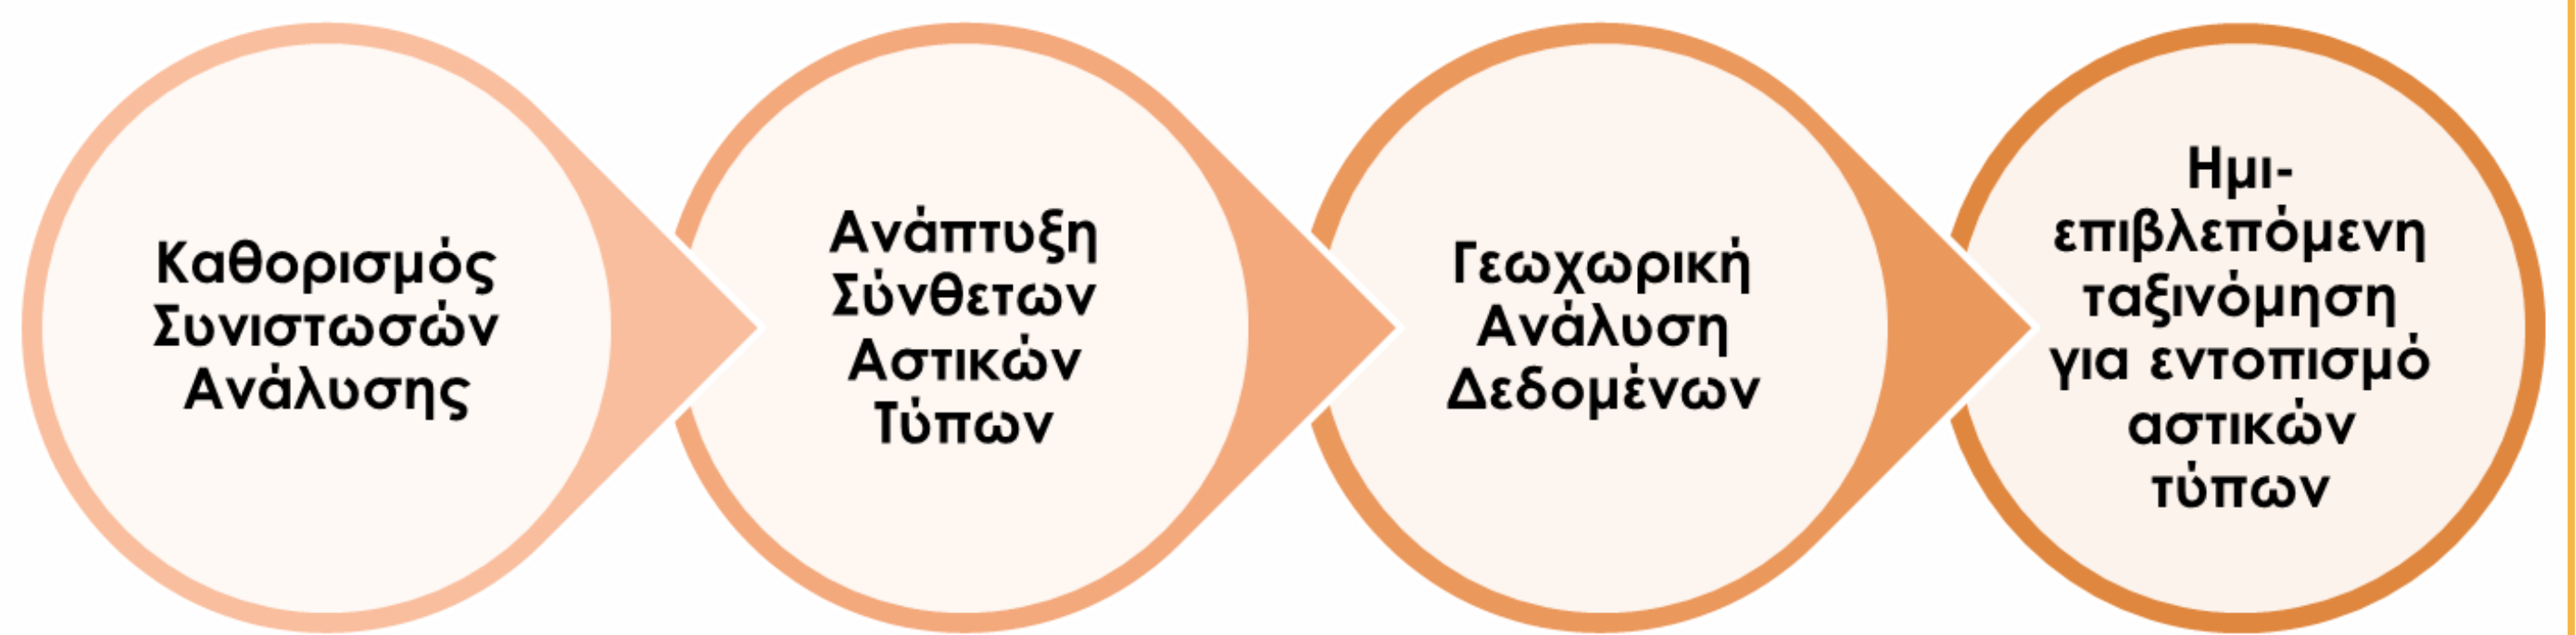 Καθορισμός
Συνιστωσών
Ανάλυσης
Ανάπτυξη
Σύνθετων
Αστικών
Τύπων
Γεωχωρική
Ανάλυση
Δεδομένων
Ημι-
επιβλεπόμενη
ταξινόμηση
για εντοπισμό
αστικών
τύπων